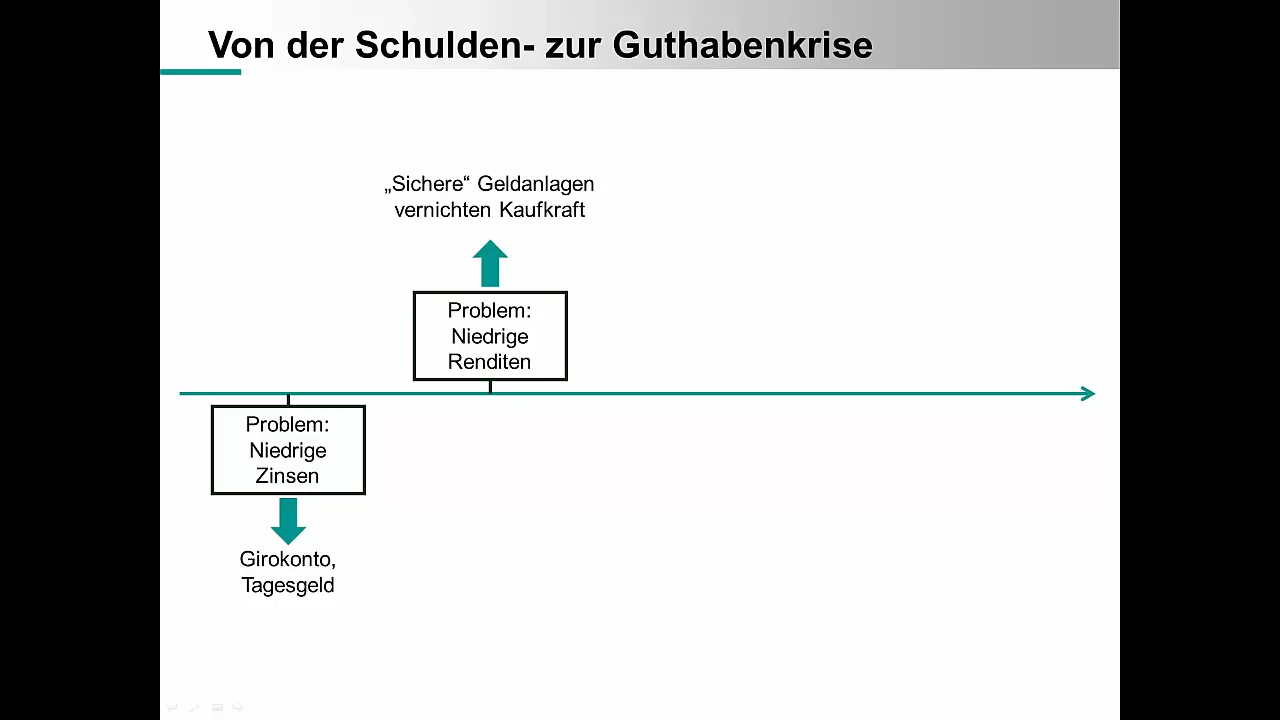 Von der Schulden- zur Guthabenkrise
„Sichere“ Geldanlagen
vernichten Kaufkraft
Problem:
Niedrige
Renditen
Problem:
Niedrige
Zinsen
Girokonto,
Tagesgeld